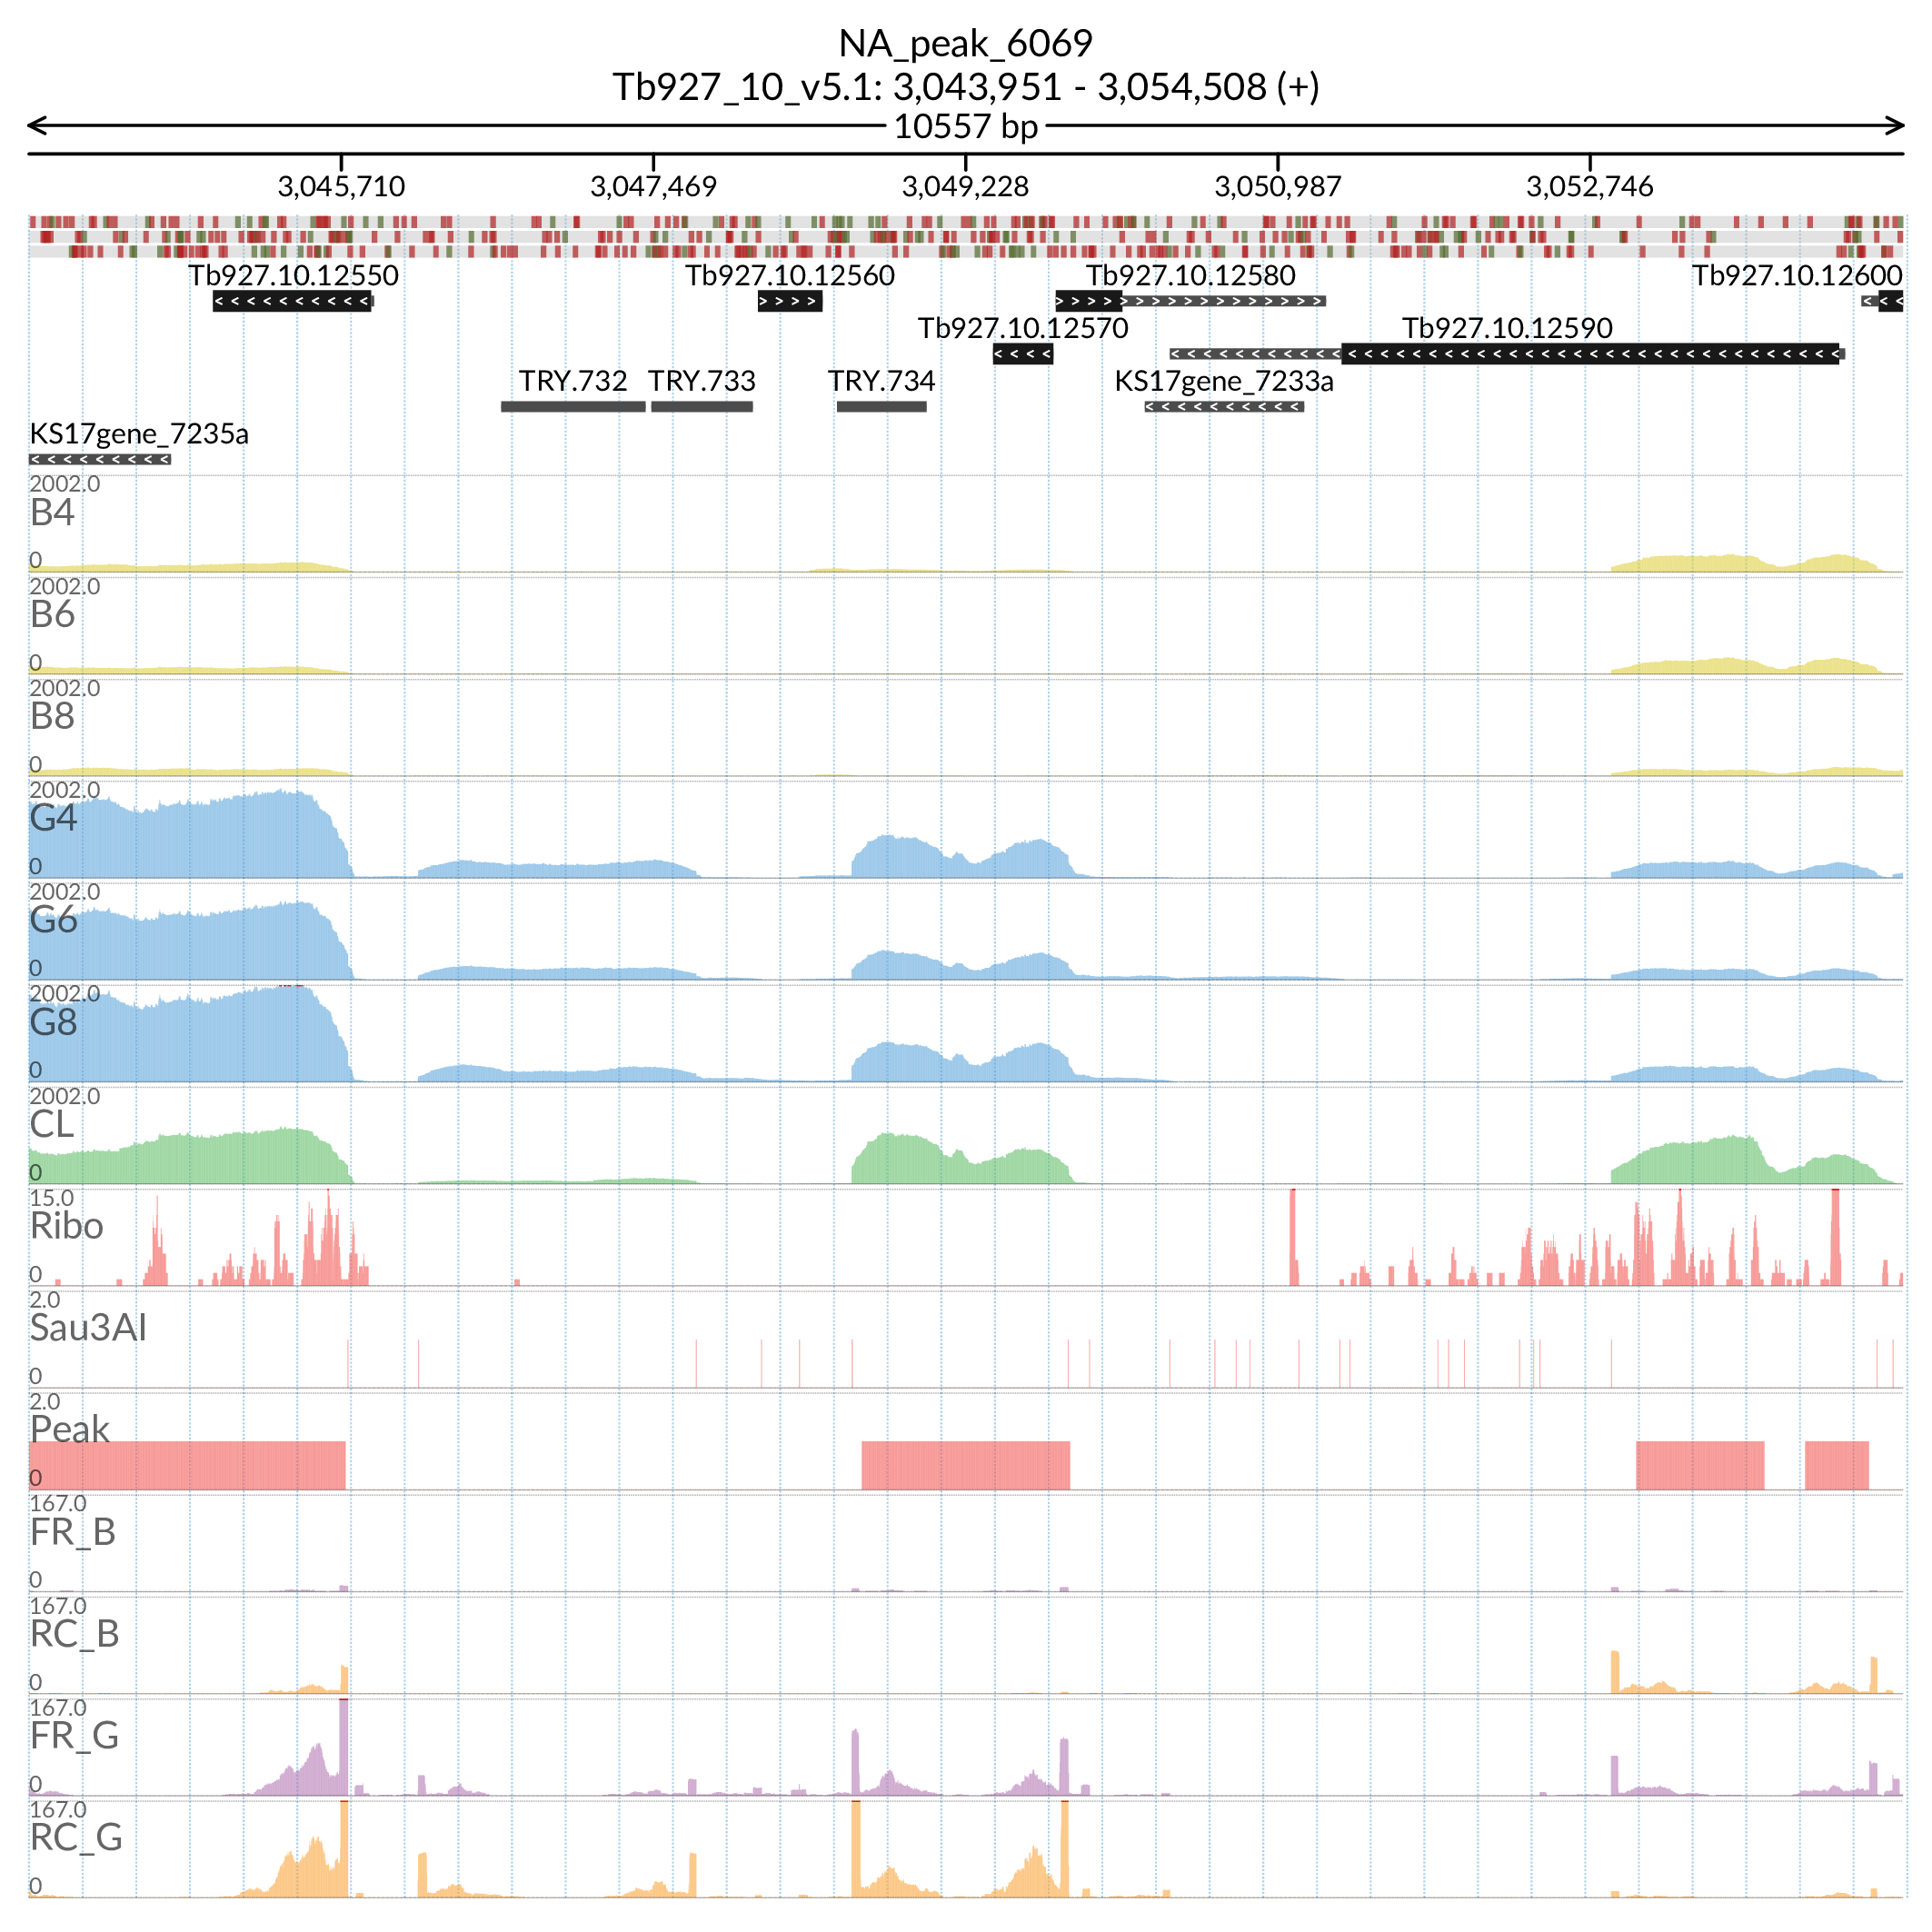 NA_peak_6069
Tb927_10_v5.1: 3,043,951 - 3,054,508 (+)
10557 bp
3,045,710 3,047,469 3,049,228 3,050,987 3,052,746
Tb927.10.12550 Tb927.10.12560 Tb927.10.12580 Tb927.10.12600
Tb927.10.12570 Tb927.10.12590
TRY.732 TRY.733 TRY.734 KS17gene_7233a
KS17gene_7235a
2002.0
B4
0
2002.0
B6
0
2002.0
B8
0
2002.0
G4
0
2002.0
G6
0
2002.0
G8
0
2002.0
CL
0
15.0
Ribo
0
2.0
Sau3AI
0
2.0
Peak
0
167.0
FR_B
0
167.0
RC_B
0
167.0
FR_G
0
167.0
RC_G
0